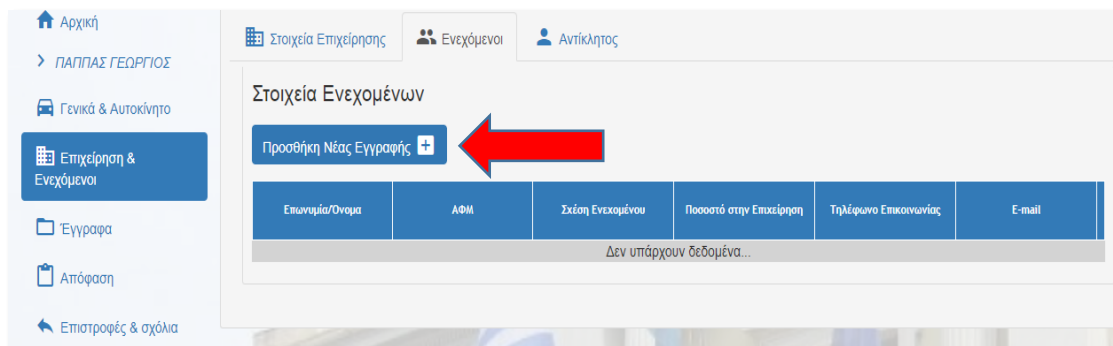 Αρχική
ΠΑΠΠΑΣ ΓΕΩΡΓΙΟΣ
Γενικά & Αυτοκίνητο
Επιχείρηση &
Ενεχόμενοι
Έγγραφα
Απόφαση
Επιστροφές & σχόλια
Στοιχεία Επιχείρησης
Ενεχόμενοι
Αντίκλητος
Στοιχεία Ενεχομένων
Προσθήκη Νέας Εγγραφής
Επωνυμία/Όνομα
ΑΦΜ
Σχέση Ενεχομένου
Ποσοστό στην Επιχείρηση
Τηλέφωνο Επικοινωνίας
E-mail
Δεν υπάρχουν δεδομένα...